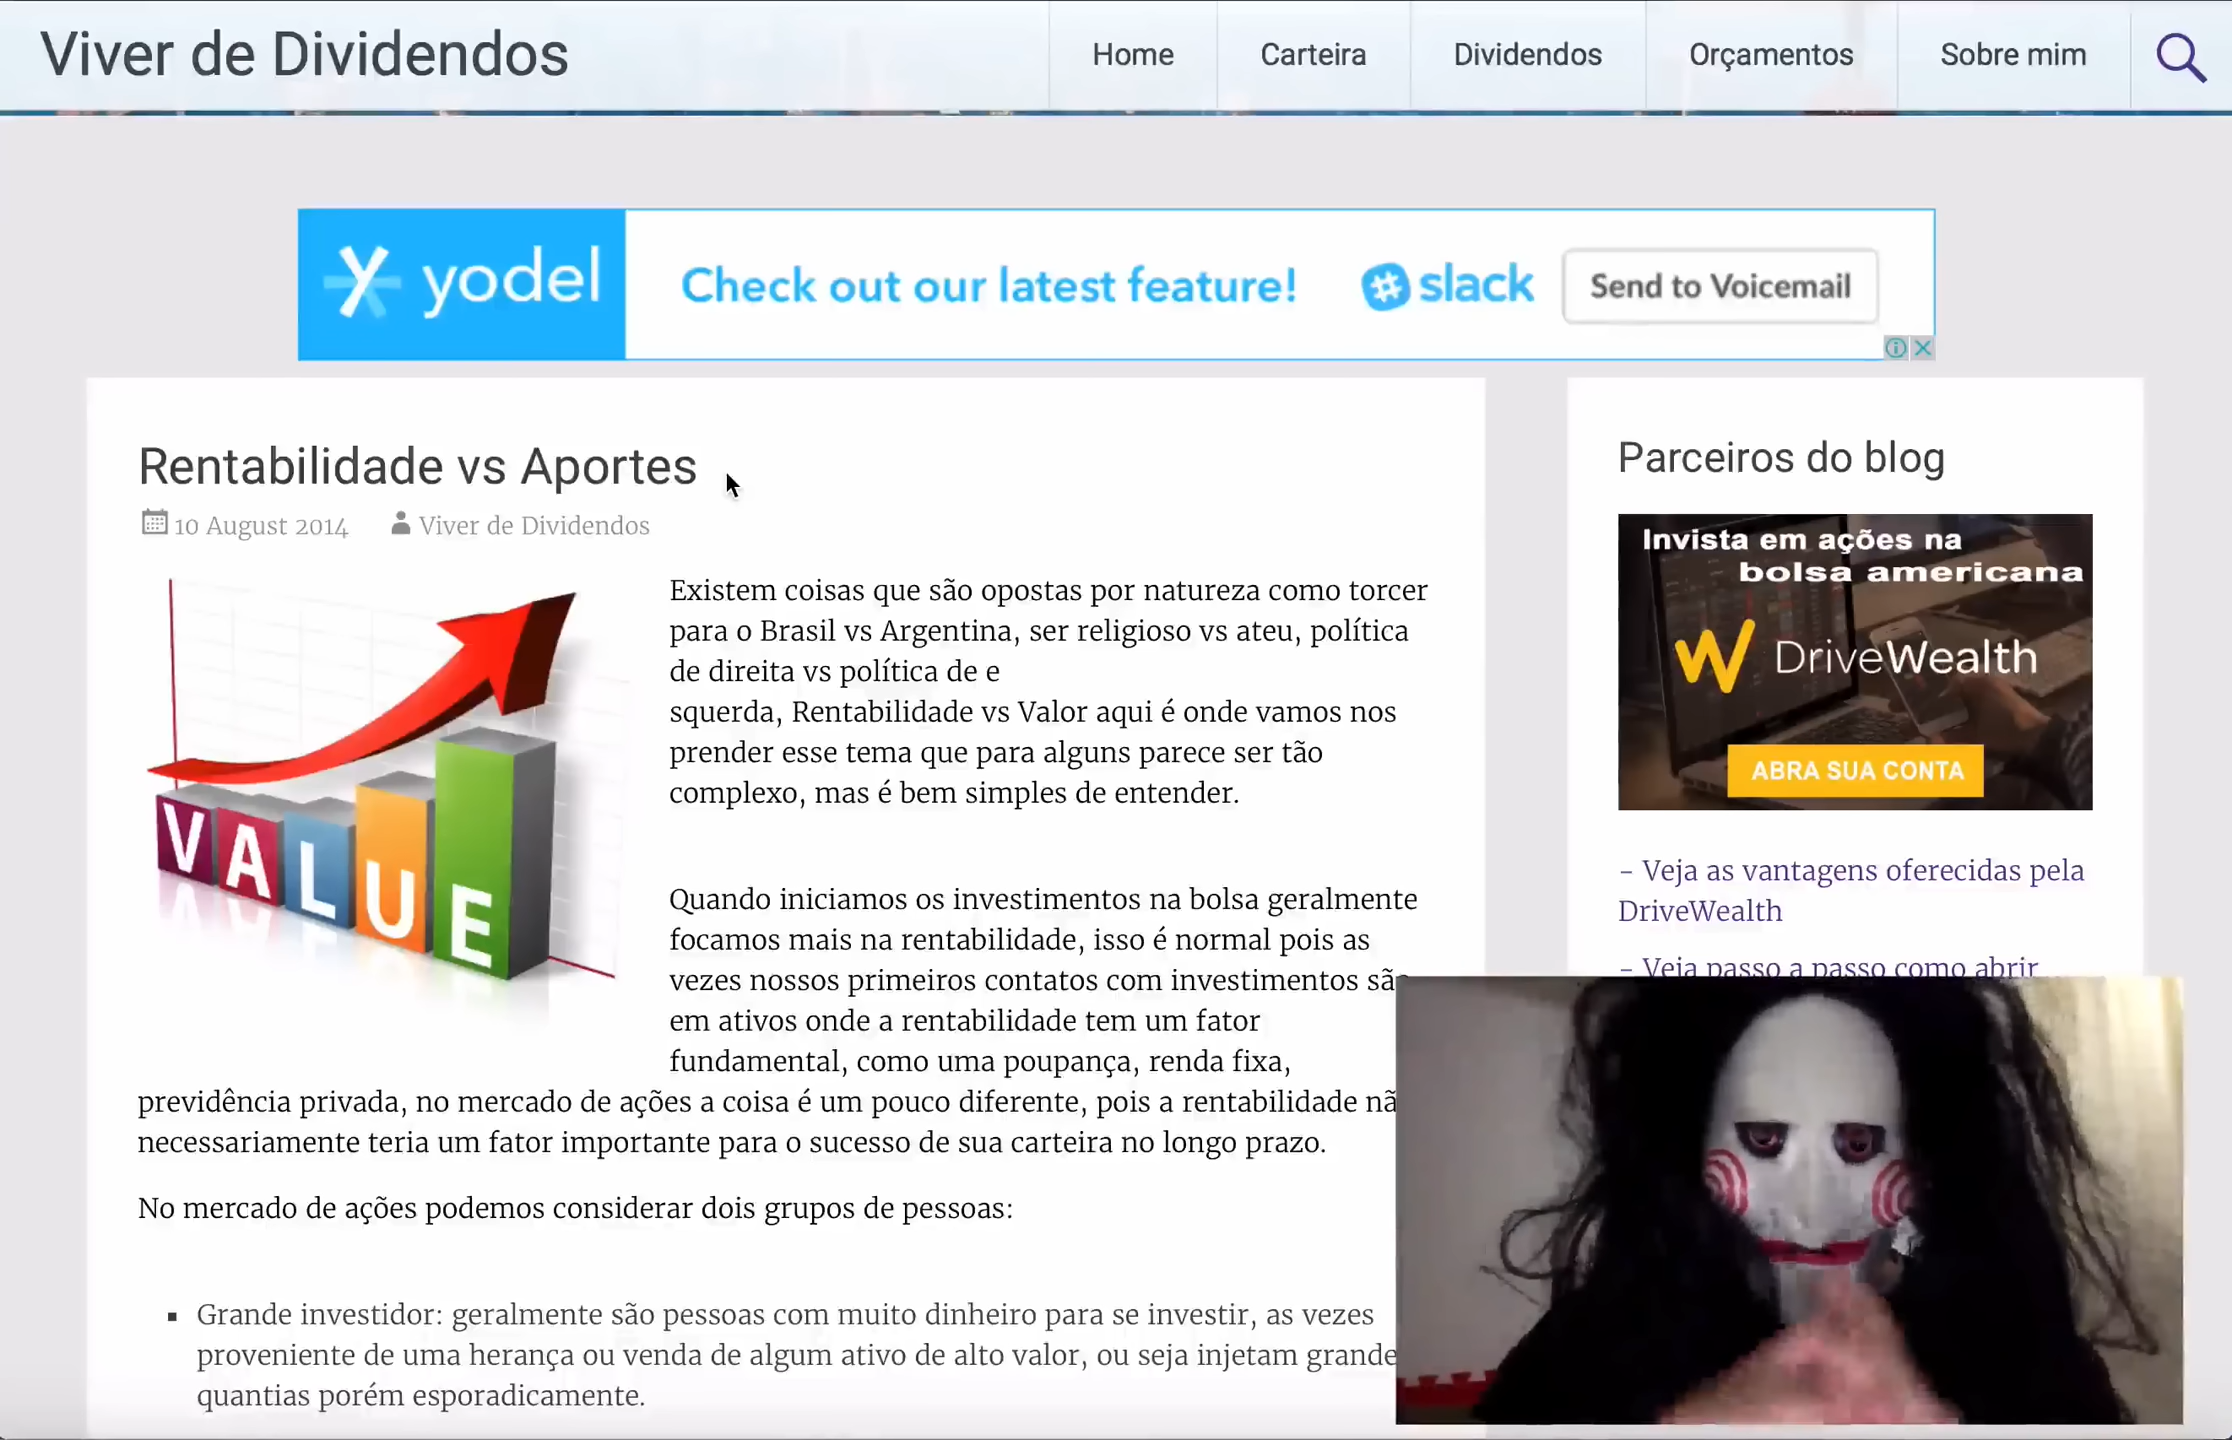 Viver de Dividendos
Home
Carteira
Dividendos
Orçamentos
Sobre mim
yodel
Check out our latest feature!
slack
Send to Voicemail
Rentabilidade vs Aportes
10 August 2014
Viver de Dividendos
VALUE
Existem coisas que são opostas por natureza como torcer
para o Brasil vs Argentina, ser religioso vs ateu, política
de direita vs política de e
squerda, Rentabilidade vs Valor aqui é onde vamos nos
prender esse tema que para alguns parece ser tão
complexo, mas é bem simples de entender.
Quando iniciamos os investimentos na bolsa geralmente
focamos mais na rentabilidade, isso é normal pois as
vezes nossos primeiros contatos com investimentos sã
em ativos onde a rentabilidade tem um fator
fundamental, como uma poupança, renda fixa,
previdência privada, no mercado de ações a coisa é um pouco diferente, pois a rentabilidade nã
necessariamente teria um fator importante para o sucesso de sua carteira no longo prazo.
No mercado de ações podemos considerar dois grupos de pessoas:
▪ Grande investidor: geralmente são pessoas com muito dinheiro para se investir, as vezes
proveniente de uma herança ou venda de algum ativo de alto valor, ou seja injetam grande
quantias porém esporadicamente.
Parceiros do blog
Invista em ações na
bolsa americana
DriveWealth
ABRA SUA CONTA
– Veja as vantagens oferecidas pela
DriveWealth
– Veja passo a passo como abrir